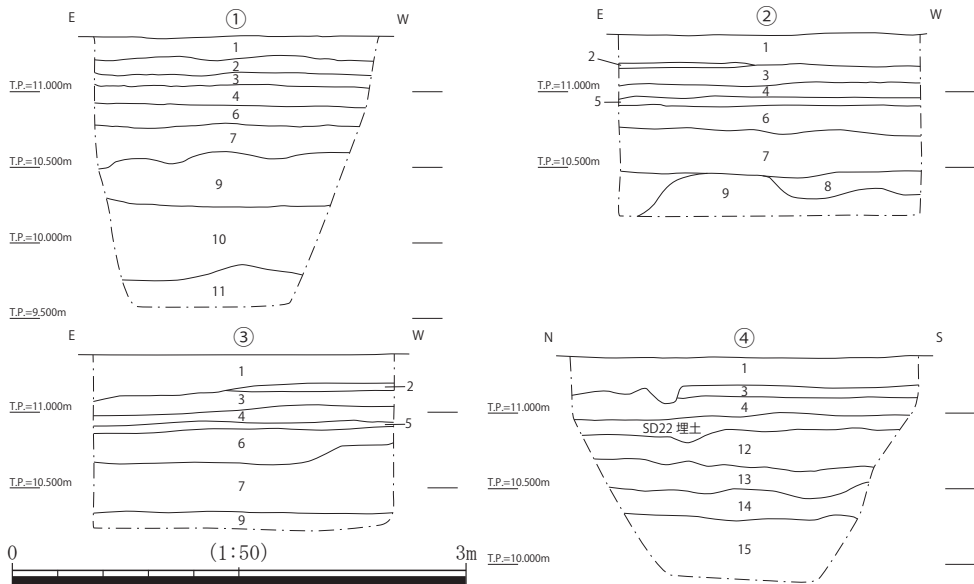 E ① W
1
2
3
T.P.=11.000m
4
6
7
T.P.=10.500m
9
T.P.=10.000m
10
11
T.P.=9.500m
E ② W
1
2
3
T.P.=11.000m
4
5
6
T.P.=10.500m
7
9 8
E ③ W
1
2
3
T.P.=11.000m
4
5
6
T.P.=10.500m
7
9
N ④ S
1
3
T.P.=11.000m
4
SD22 埋土
12
13
T.P.=10.500m
14
15
T.P.=10.000m
0 (1:50) 3m